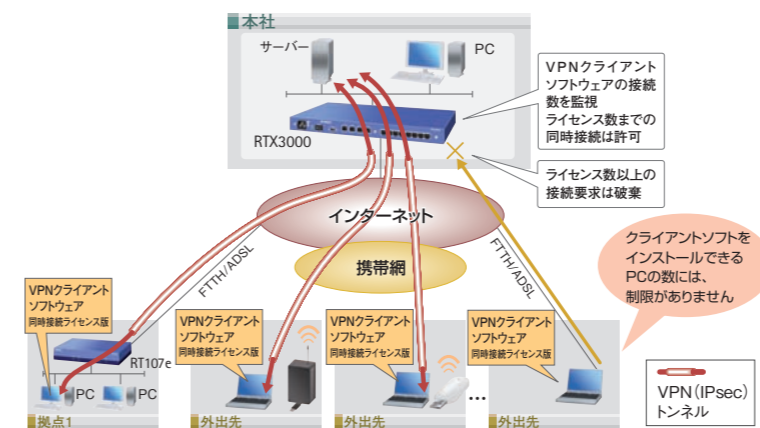 本社
サーバー
PC
RTX3000
VPNクライアント
ソフトウェアの接続
数を監視
ライセンス数までの
同時接続は許可
ライセンス数以上の
接続要求は破棄
インターネット
携帯網
FTTH/ADSL
FTTH/ADSL
クライアントソフトを
インストールできる
PCの数には、
制限がありません
VPNクライアント
ソフトウェア
同時接続ライセンス版
RT107e
PC
PC
拠点1
VPNクライアント
ソフトウェア
同時接続ライセンス版
外出先
VPNクライアント
ソフトウェア
同時接続ライセンス版
外出先
…
VPNクライアント
ソフトウェア
同時接続ライセンス版
外出先
VPN（IPsec）
トンネル